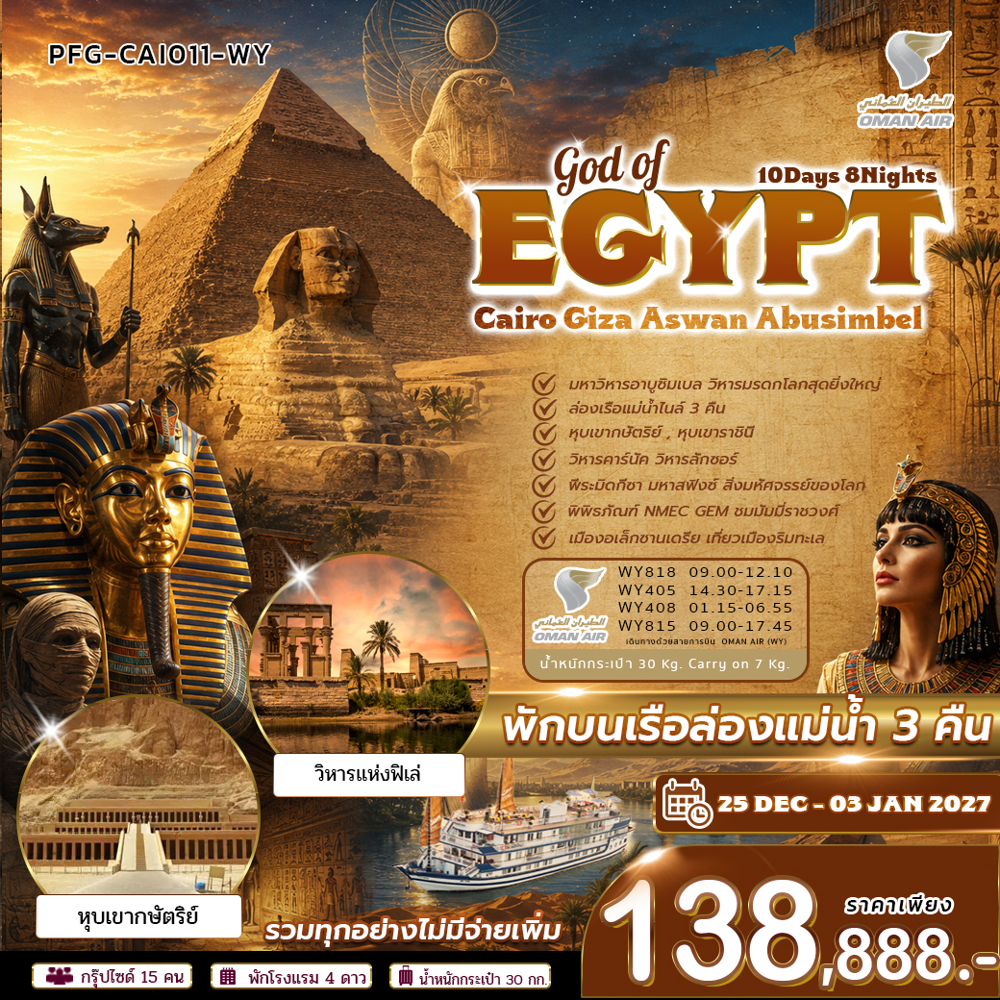 PFG-CAI011-WY
الطيران العُماني
OMAN AIR
God of
10Days 8Nights
EGYPT
Cairo Giza Aswan Abusimbel
มหาวิหารอาบูซิมเบล วิหารมรดกโลกสุดยิ่งใหญ่
ล่องเรือแม่น้ำไนล์ 3 คืน
หุบเขากษัตริย์ , หุบเขาราชินี
วิหารคาร์นัค วิหารลักซอร์
พีระมิดกีซา มหาสฟิงซ์ สิ่งมหัศจรรย์ของโลก
พิพิธภัณฑ์ NMEC GEM ชมมัมมี่ราชวงศ์
เมืองอเล็กซานเดรีย เที่ยวเมืองริมทะเล
الطيران العُماني
OMAN AIR
WY818 09.00-12.10
WY405 14.30-17.15
WY408 01.15-06.55
WY815 09.00-17.45
เดินทางด้วยสายการบิน OMAN AIR (WY)
น้ำหนักกระเป๋า 30 Kg. Carry on 7 Kg.
พักบนเรือล่องแม่น้ำ 3 คืน
วิหารแห่งฟิเล่
25 DEC - 03 JAN 2027
หุบเขากษัตริย์
รวมทุกอย่างไม่มีจ่ายเพิ่ม
ราคาเพียง
138,888.-
กรุ๊ปไซด์ 15 คน
พักโรงแรม 4 ดาว
น้ำหนักกระเป๋า 30 กก.